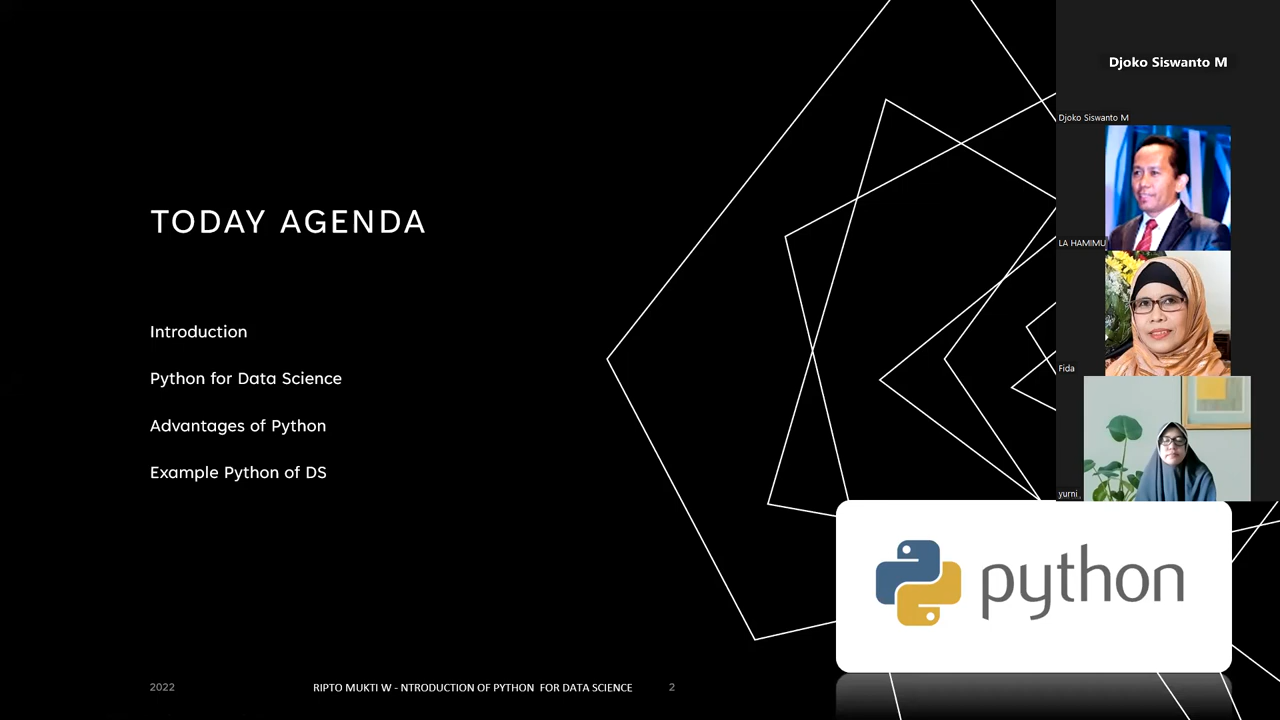 TODAY AGENDA
Introduction
Python for Data Science
Advantages of Python
Example Python of DS
2022
RIPTO MUKTI W - NTRODUCTION OF PYTHON FOR DATA SCIENCE
2
Djoko Siswanto M
Djoko Siswanto M
LA HAMIMU
Fida
yurni
python